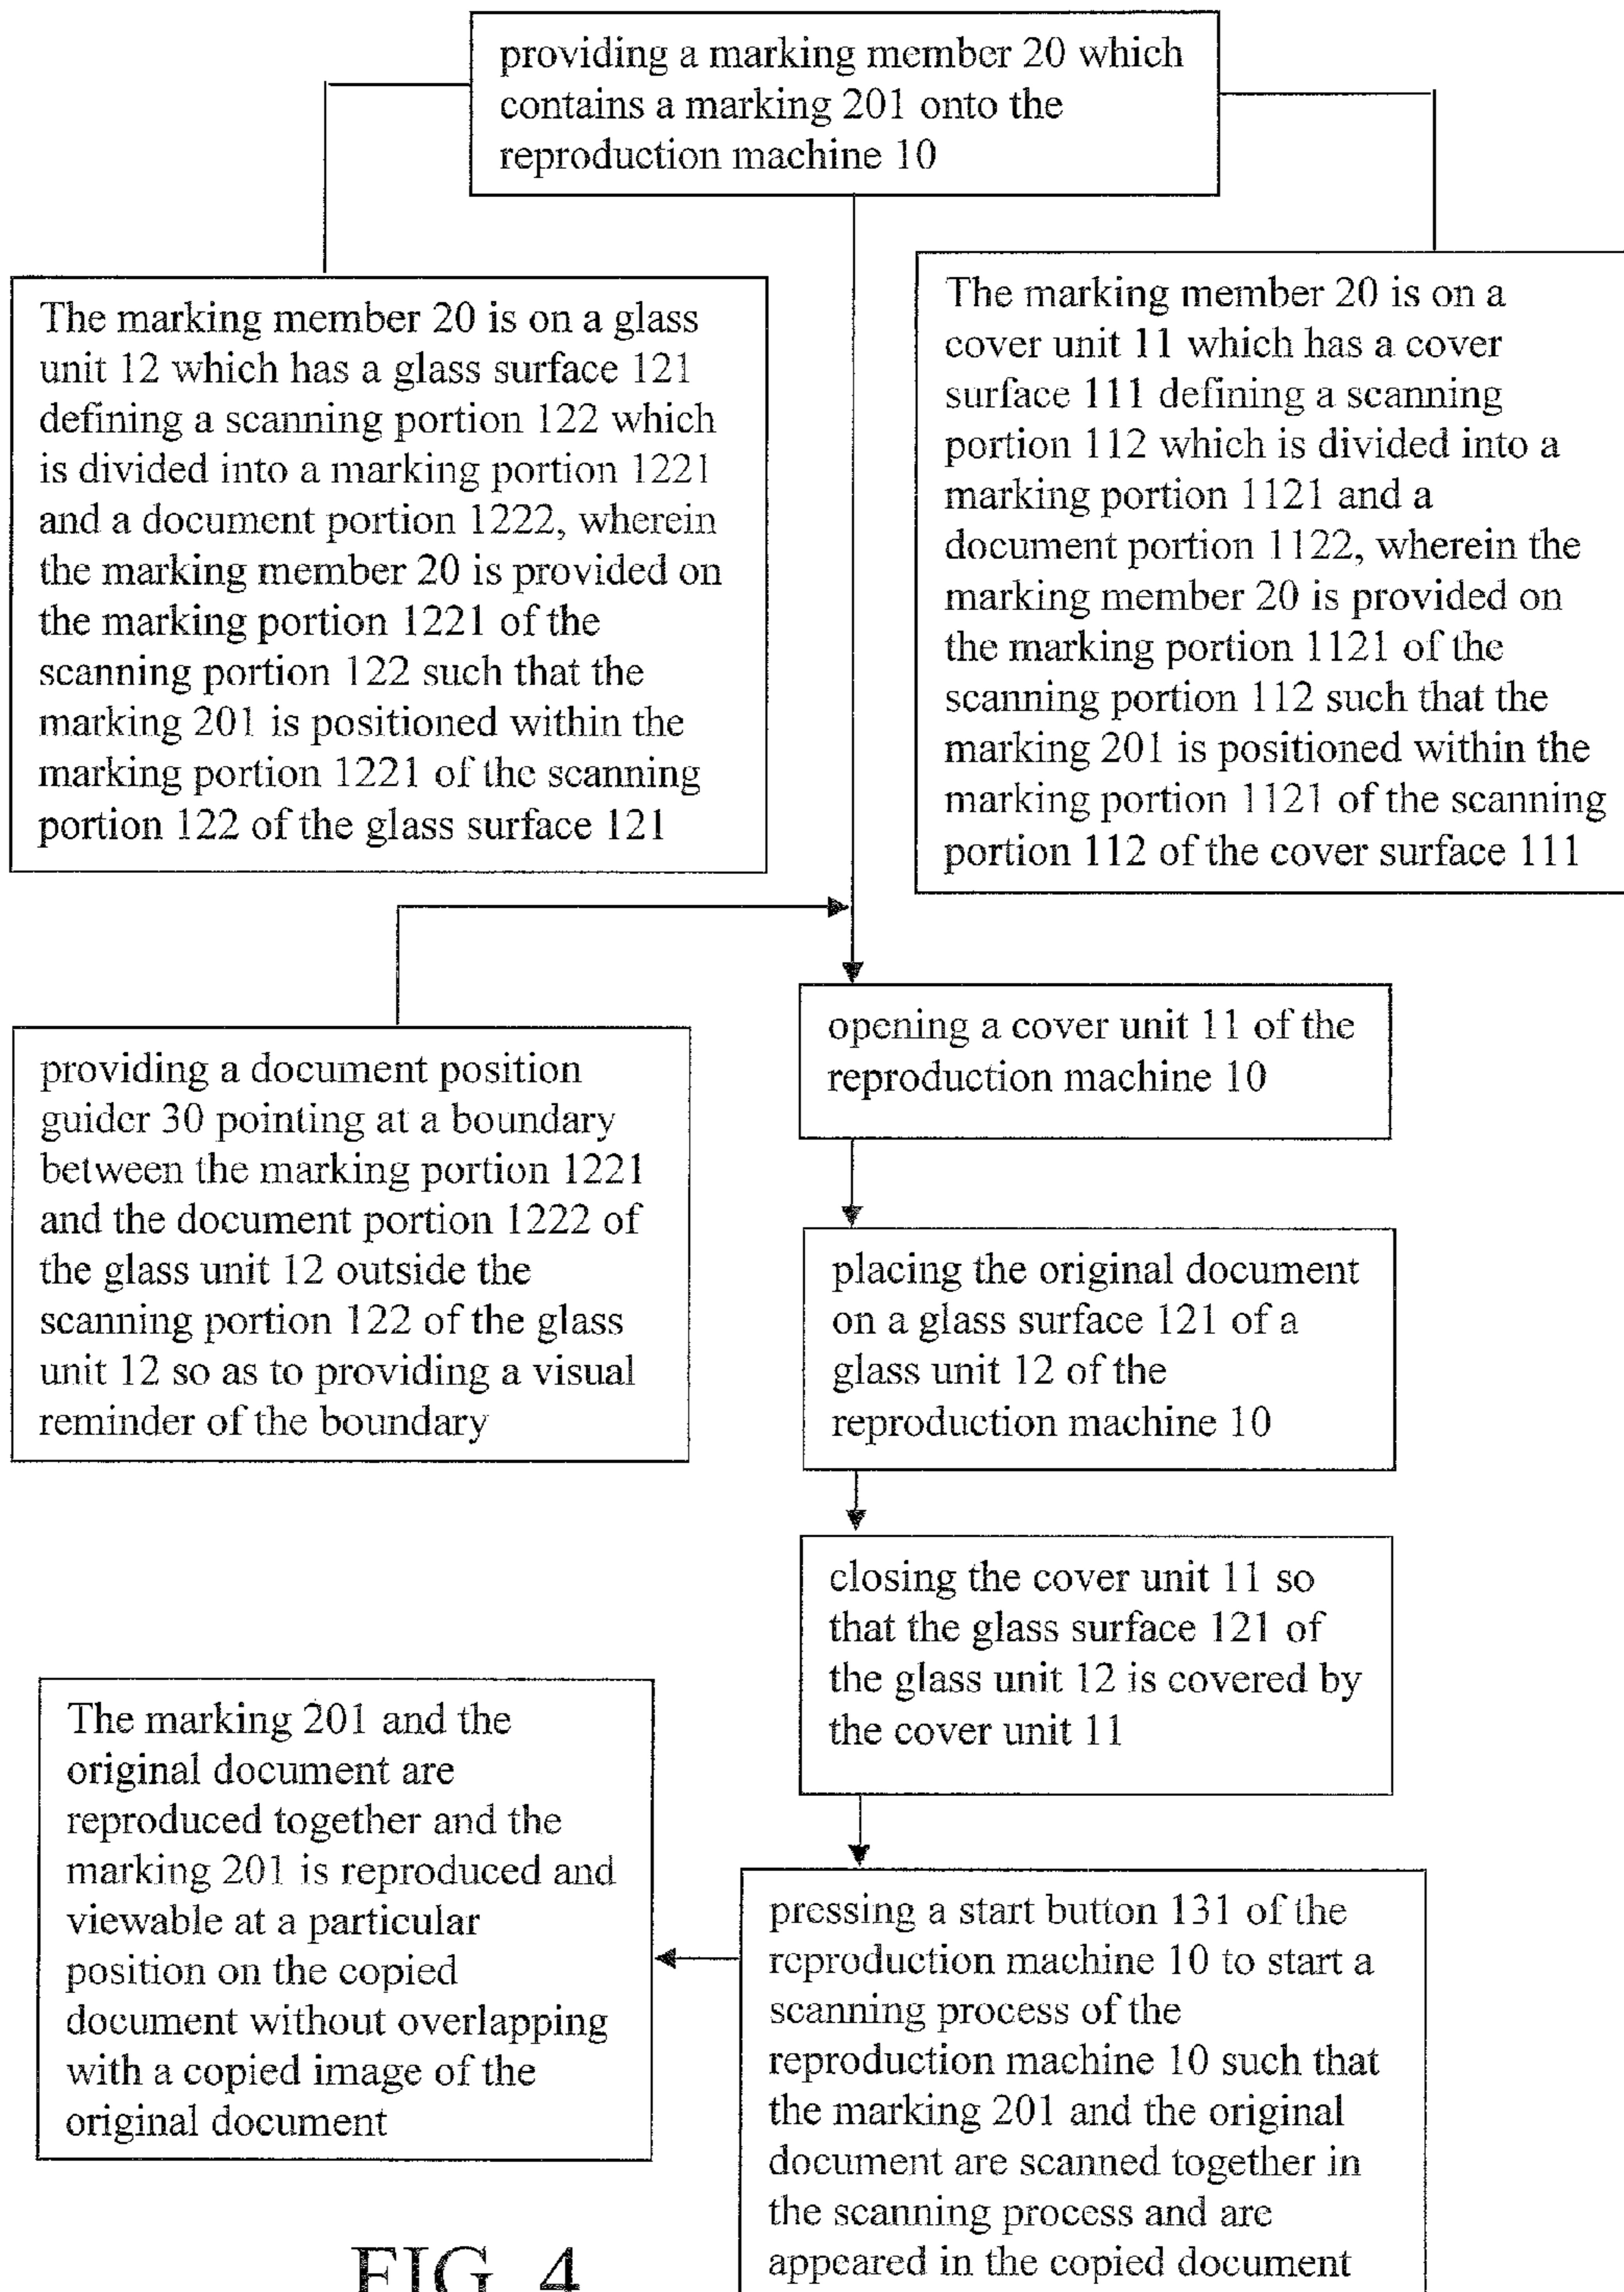 providing a marking member 20 which
contains a marking 201 onto the
reproduction machine 10
The marking member 20 is on a glass
unit 12 which has a glass surface 121
defining a scanning portion 122 which
is divided into a marking portion 1221
and a document portion 1222, wherein
the marking member 20 is provided on
the marking portion 1221 of the
scanning portion 122 such that the
marking 201 is positioned within the
marking portion 1221 of the scanning
portion 122 of the glass surface 121
The marking member 20 is on a
cover unit 11 which has a cover
surface 111 defining a scanning
portion 112 which is divided into a
marking portion 1121 and a
document portion 1122, wherein the
marking member 20 is provided on
the marking portion 1121 of the
scanning portion 112 such that the
marking 201 is positioned within the
marking portion 1121 of the scanning
portion 112 of the cover surface 111
providing a document position
guider 30 pointing at a boundary
between the marking portion 1221
and the document portion 1222 of
the glass unit 12 outside the
scanning portion 122 of the glass
unit 12 so as to providing a visual
reminder of the boundary
opening a cover unit 11 of the
reproduction machine 10
placing the original document
on a glass surface 121 of a
glass unit 12 of the
reproduction machine 10
closing the cover unit 11 so
that the glass surface 121 of
the glass unit 12 is covered by
the cover unit 11
pressing a start button 131 of the
reproduction machine 10 to start a
scanning process of the
reproduction machine 10 such that
the marking 201 and the original
document are scanned together in
the scanning process and are
appeared in the copied document
The marking 201 and the
original document are
reproduced together and the
marking 201 is reproduced and
viewable at a particular
position on the copied
document without overlapping
with a copied image of the
original document
FIG. 4